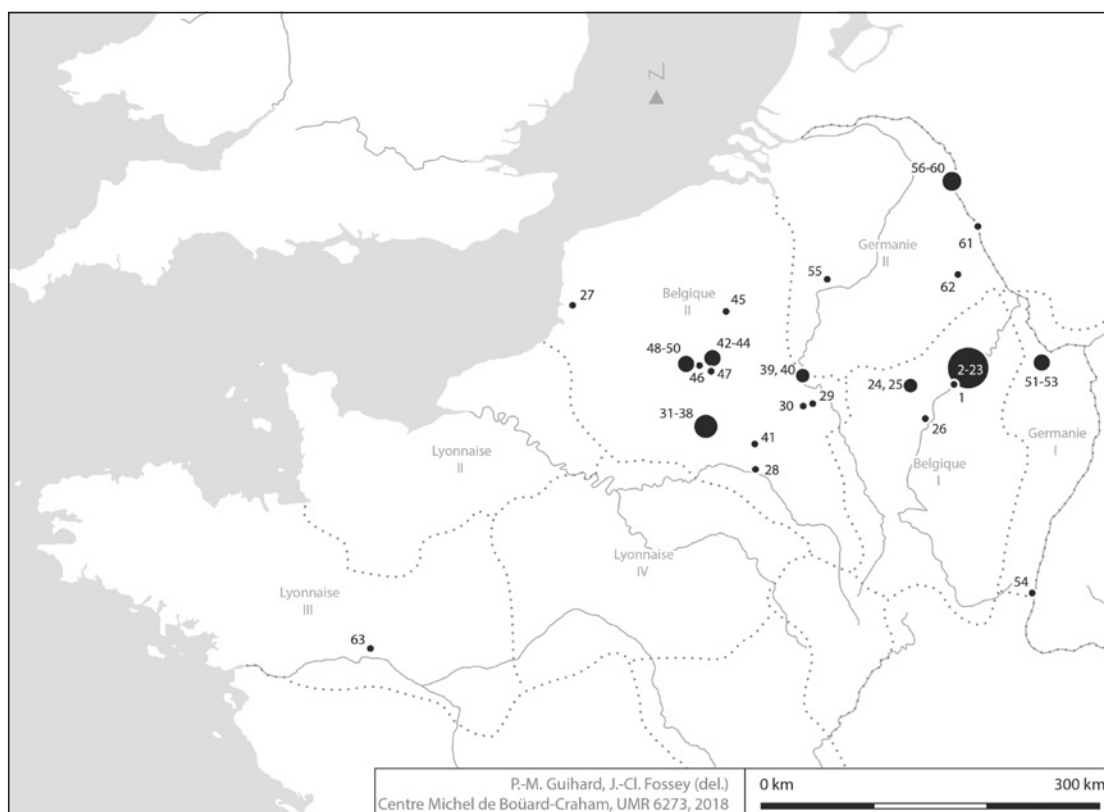 N
56-60
61
Germanie
II
55
62
27
Belgique
II
45
48-50
42-44
46
47
39, 40
24, 25
2-23
1
51-53
30
29
26
31-38
41
28
Germanie
I
Belgique
I
Lyonnaise
II
Lyonnaise
IV
Lyonnaise
III
54
63
P.-M. Guihard, J.-Cl. Fossey (del.)
Centre Michel de Boüard-Craham, UMR 6273, 2018
0 km
300 km